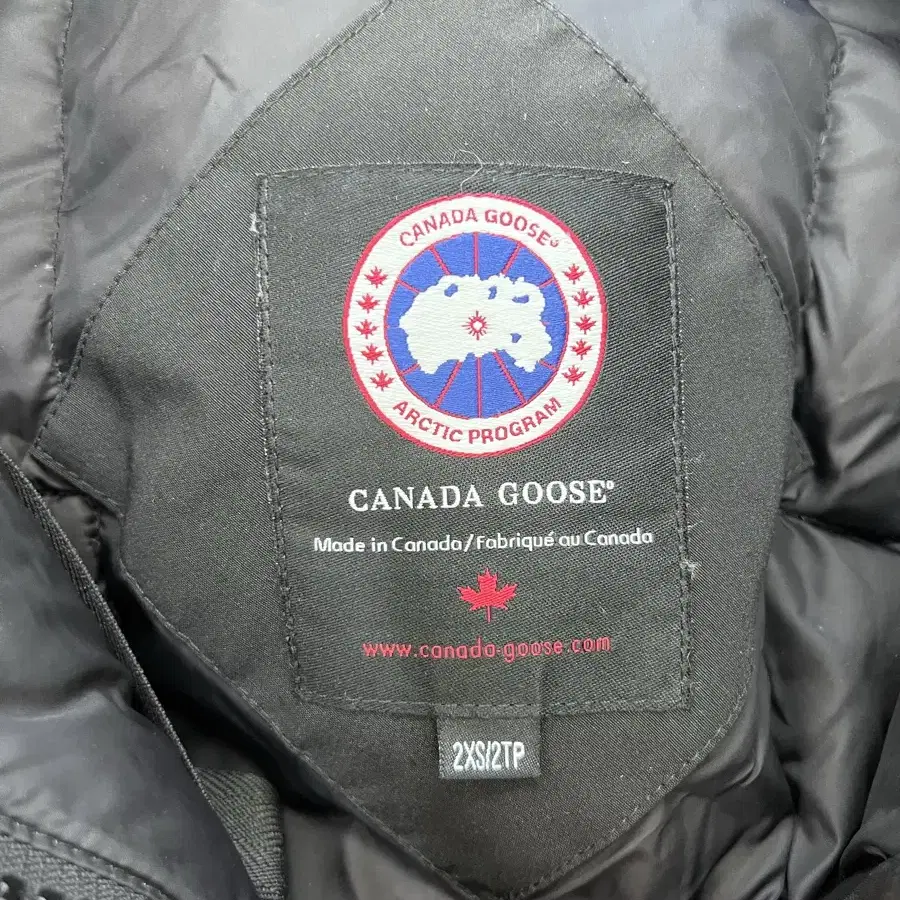 CANADA GOOSE®
ARCTIC PROGRAM
CANADA GOOSE®
Made in Canada/Fabriqué au Canada
www.canada-goose.com
2XS/2TP